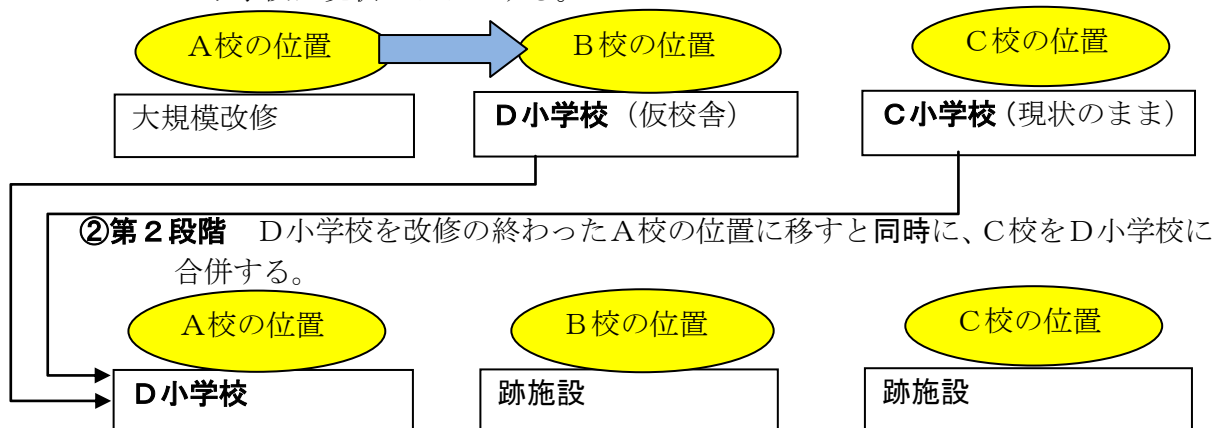 A校の位置
B校の位置
C校の位置
大規模改修
D小学校(仮校舎)
C小学校(現状のまま)
②第2段階 D小学校を改修の終わったA校の位置に移すと同時に、C校をD小学校に
合併する。
A校の位置
B校の位置
C校の位置
D小学校
跡施設
跡施設